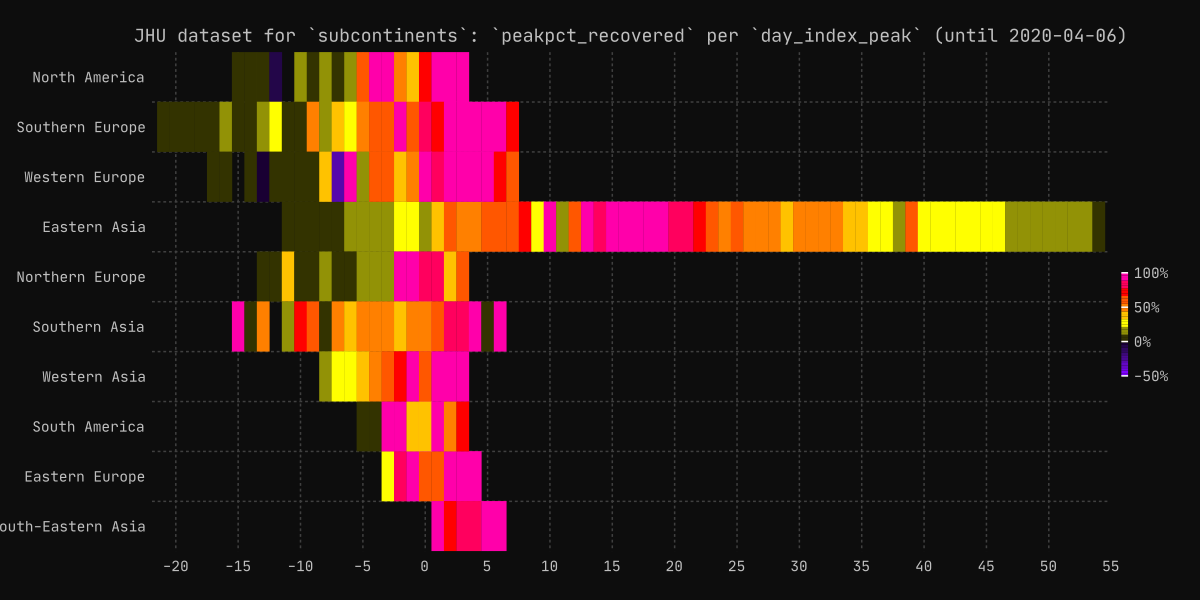 JHU dataset for `subcontinents`: `peakpct_recovered` per `day_index_peak` (until 2020-04-06)
North America
Southern Europe
Western Europe
Eastern Asia
Northern Europe
Southern Asia
Western Asia
South America
Eastern Europe
outh-Eastern Asia
100%
50%
0%
-50%
-20 -15 -10 -5 0 5 10 15 20 25 30 35 40 45 50 55